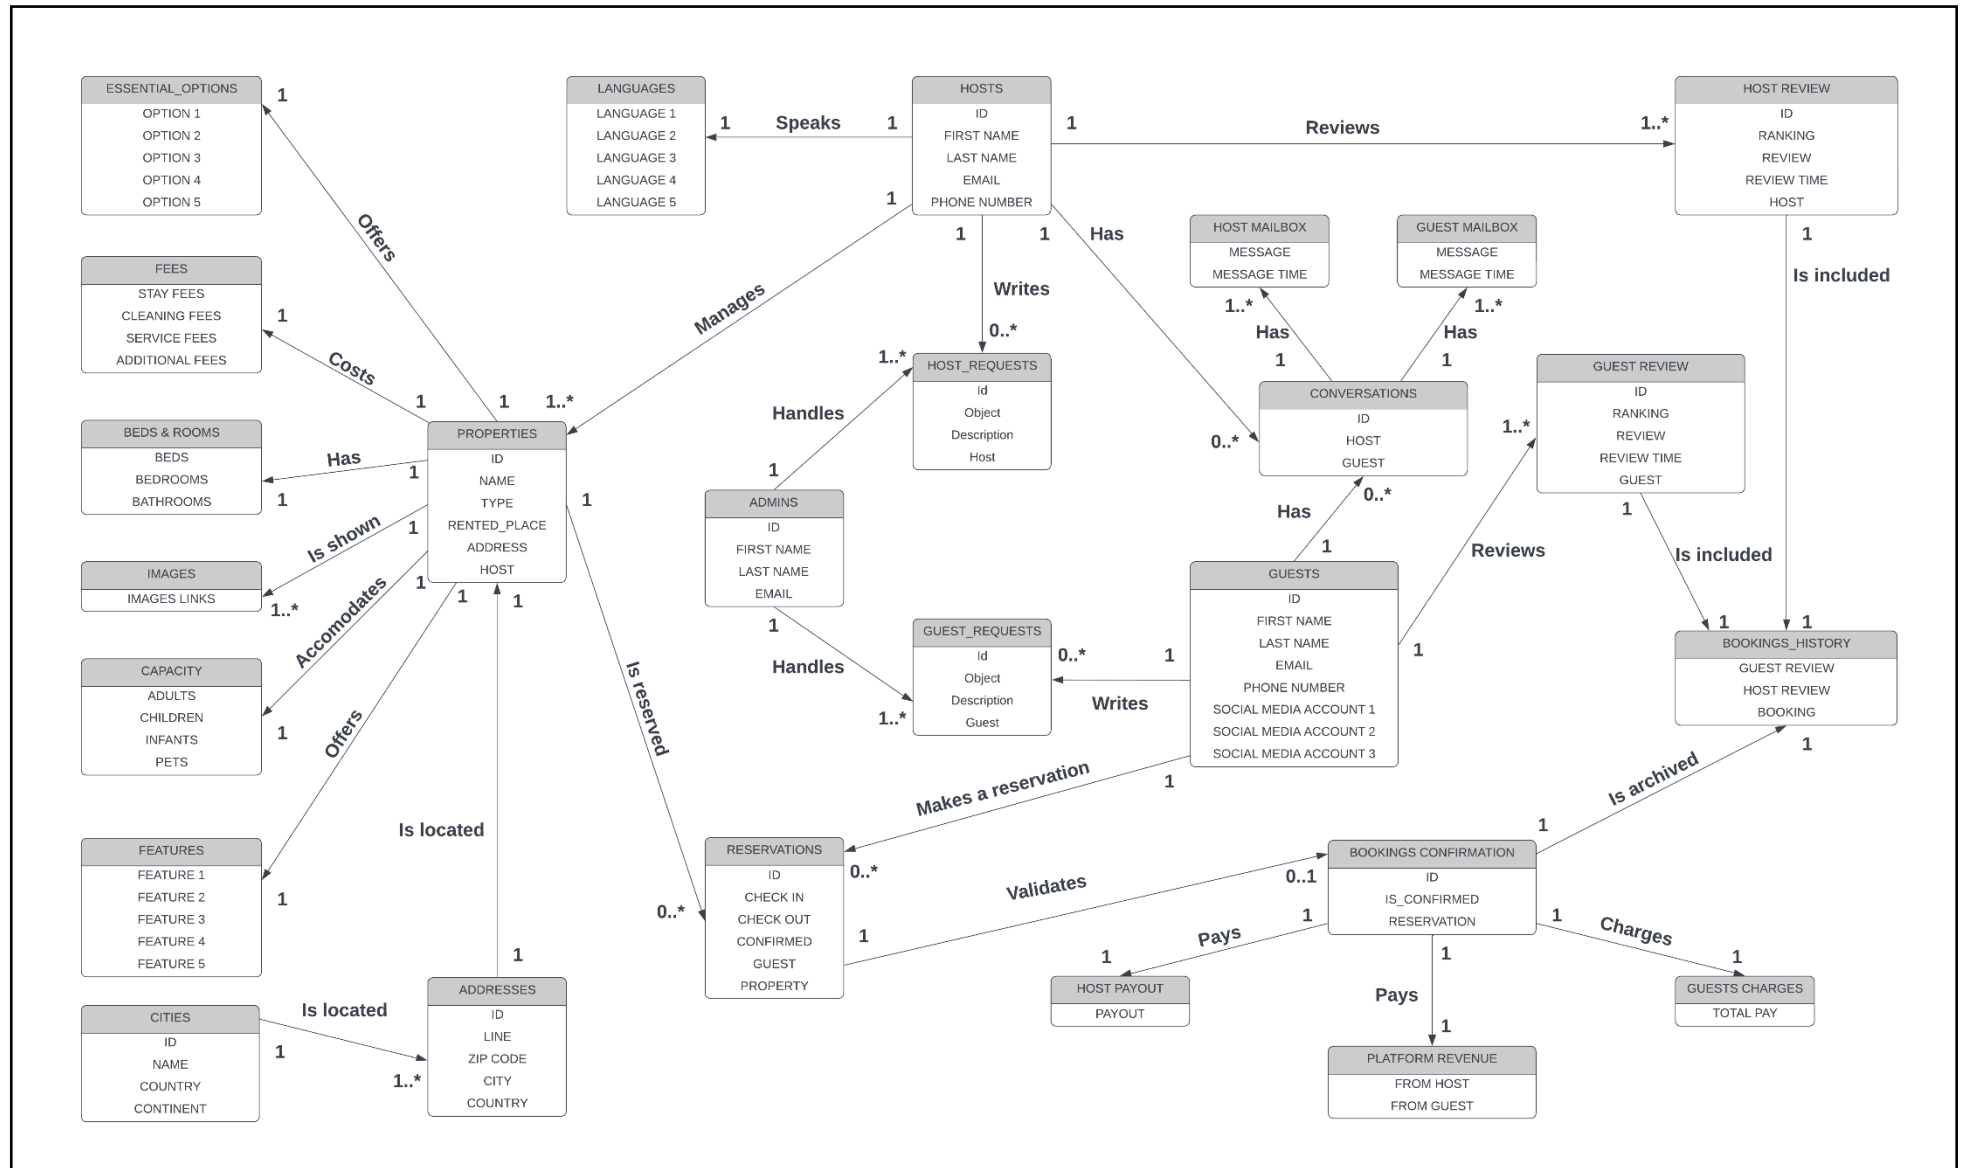 ESSENTIAL_OPTIONS
OPTION 1
OPTION 2
OPTION 3
OPTION 4
OPTION 5
1
Offers
LANGUAGES
LANGUAGE 1
LANGUAGE 2
LANGUAGE 3
LANGUAGE 4
LANGUAGE 5
1
Speaks
1
HOSTS
ID
FIRST NAME
LAST NAME
EMAIL
PHONE NUMBER
1
Reviews
1..*
HOST REVIEW
ID
RANKING
REVIEW
REVIEW TIME
HOST
1
Manages
1
Writes
0..*
1
Has
HOST MAILBOX
MESSAGE
MESSAGE TIME
1..*
Has
1
GUEST MAILBOX
MESSAGE
MESSAGE TIME
1..*
Has
1
1
Is included
FEES
STAY FEES
CLEANING FEES
SERVICE FEES
ADDITIONAL FEES
1
Costs
1
1
1..*
1..*
HOST_REQUESTS
Id
Object
Description
Host
Handles
1
0..*
CONVERSATIONS
ID
HOST
GUEST
0..*
Has
1
GUEST REVIEW
ID
RANKING
REVIEW
REVIEW TIME
GUEST
1..*
Reviews
1
1
Is included
1
1
BEDS & ROOMS
BEDS
BEDROOMS
BATHROOMS
Has
1
1
PROPERTIES
ID
NAME
TYPE
RENTED_PLACE
ADDRESS
HOST
1
Is reserved
0..*
ADMINS
ID
FIRST NAME
LAST NAME
EMAIL
1
Handles
1..*
GUEST_REQUESTS
Id
Object
Description
Guest
0..*
1
Writes
GUESTS
ID
FIRST NAME
LAST NAME
EMAIL
PHONE NUMBER
SOCIAL MEDIA ACCOUNT 1
SOCIAL MEDIA ACCOUNT 2
SOCIAL MEDIA ACCOUNT 3
BOOKINGS_HISTORY
GUEST REVIEW
HOST REVIEW
BOOKING
1
Is archived
1
IMAGES
IMAGES LINKS
Is shown
1
1..*
CAPACITY
ADULTS
CHILDREN
INFANTS
PETS
Accomodates
1
1
1
Offers
1
FEATURES
FEATURE 1
FEATURE 2
FEATURE 3
FEATURE 4
FEATURE 5
1
Is located
1
Makes a reservation
1
0..*
RESERVATIONS
ID
CHECK IN
CHECK OUT
CONFIRMED
GUEST
PROPERTY
1
Validates
0..1
BOOKINGS CONFIRMATION
ID
IS_CONFIRMED
RESERVATION
1
Pays
1
HOST PAYOUT
PAYOUT
1
Pays
1
PLATFORM REVENUE
FROM HOST
FROM GUEST
1
Charges
1
GUESTS CHARGES
TOTAL PAY
CITIES
ID
NAME
COUNTRY
CONTINENT
Is located
1
1..*
ADDRESSES
ID
LINE
ZIP CODE
CITY
COUNTRY